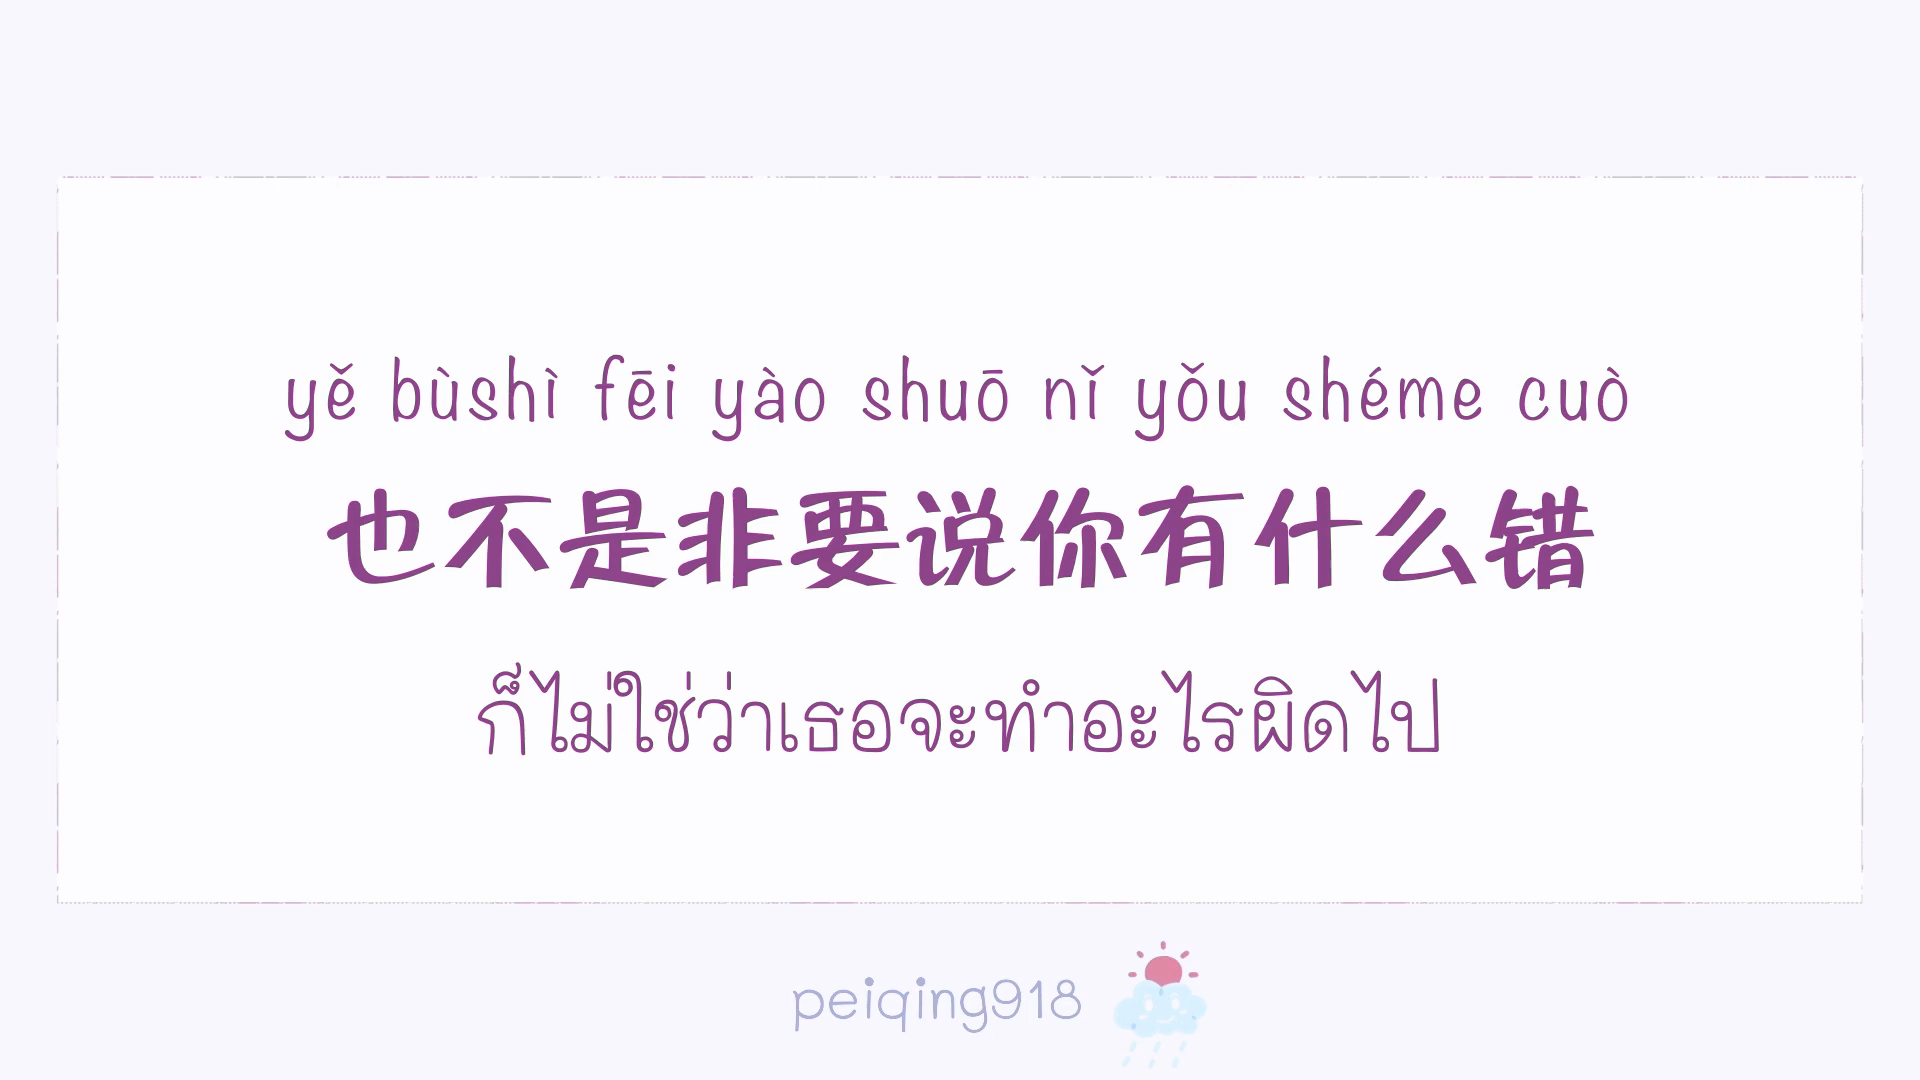 yě bùshì fēi yào shuō nǐ yǒu shéme cuò
也不是非要说你有什么错
ก็ไม่ใช่ว่าเธอจะทำอะไรผิดไป
peiqing918